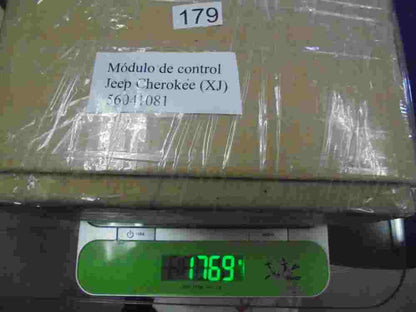 179
Módulo de control
Jeep Cherokee (XJ)
56041081
1769